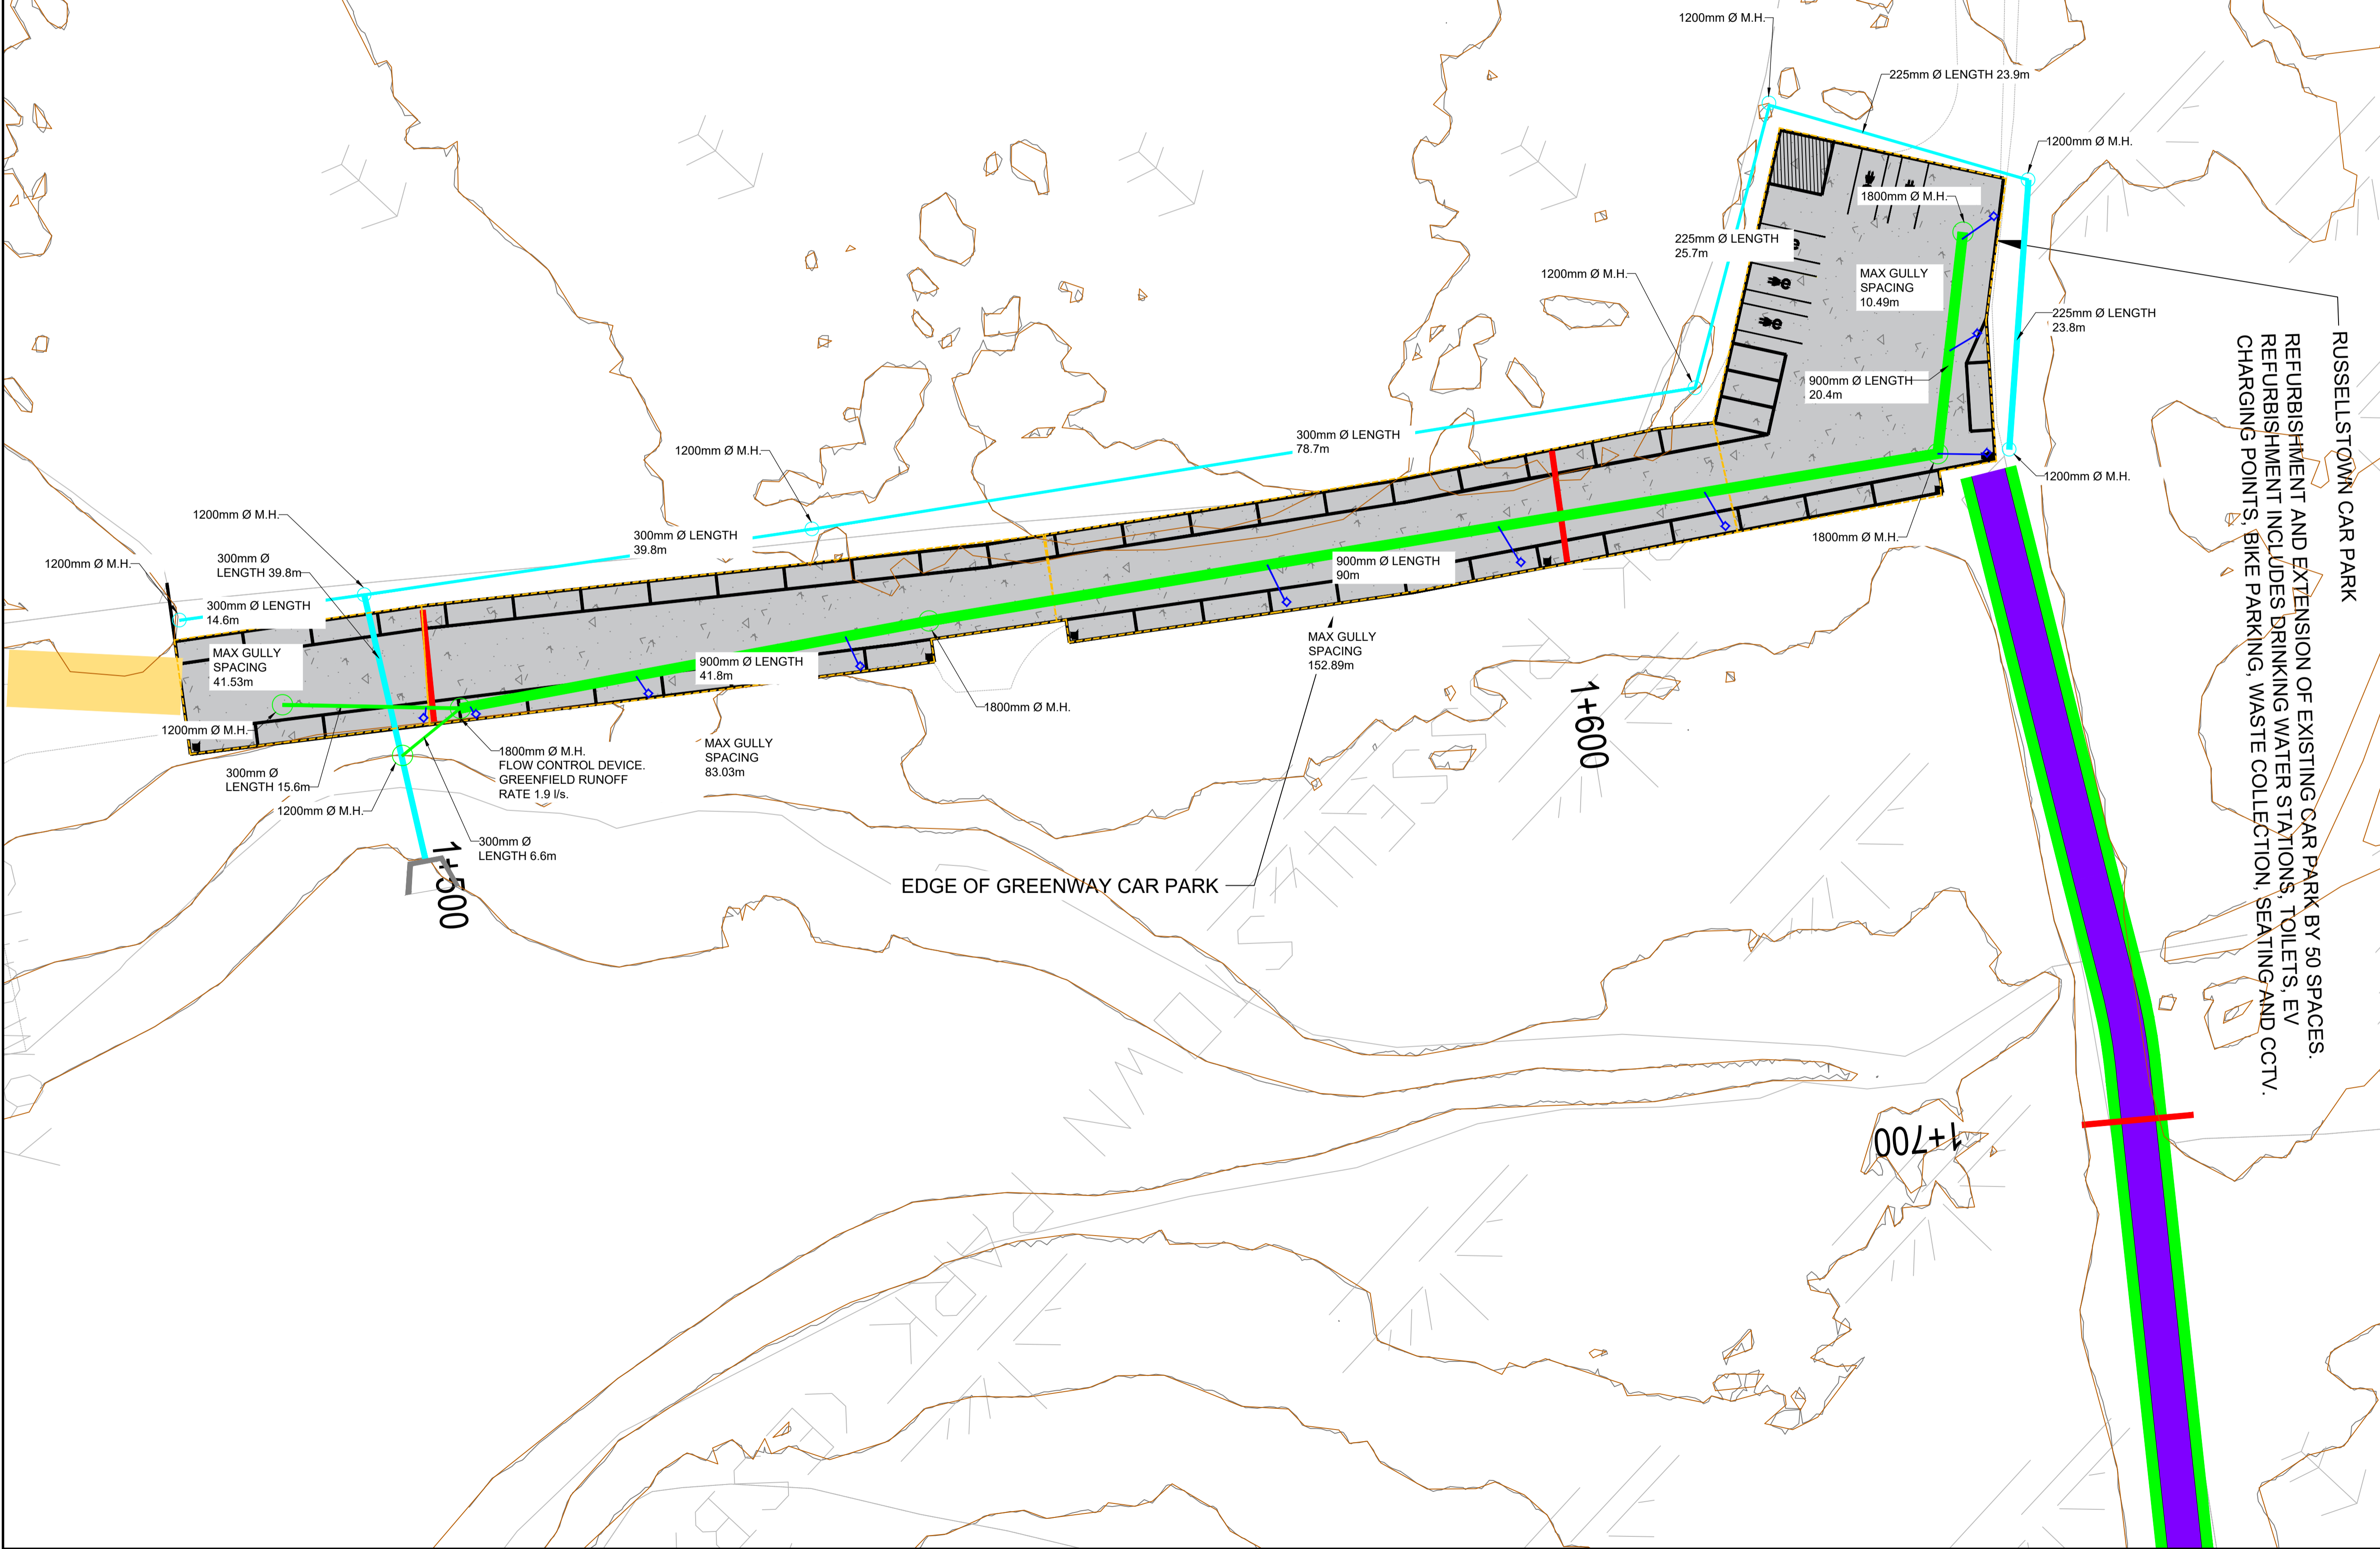 1200mm Ø M.H.
225mm Ø LENGTH 23.9m
1200mm Ø M.H.
1800mm Ø M.H.
225mm Ø LENGTH
25.7m
1200mm Ø M.H.
MAX GULLY
SPACING
10.49m
225mm Ø LENGTH
23.8m
900mm Ø LENGTH
20.4m
RUSSELLSTOWN CAR PARK
REFURBISHMENT AND EXTENSION OF EXISTING CAR PARK BY 50 SPACES.
REFURBISHMENT INCLUDES DRINKING WATER STATIONS, TOILETS, EV
CHARGING POINTS, BIKE PARKING, WASTE COLLECTION, SEATING AND CCTV.
300mm Ø LENGTH
78.7m
1200mm Ø M.H.
1200mm Ø M.H.
1800mm Ø M.H.
1200mm Ø M.H.
300mm Ø LENGTH
39.8m
1200mm Ø M.H.
300mm Ø
LENGTH 39.8m
300mm Ø LENGTH
14.6m
900mm Ø LENGTH
90m
MAX GULLY
SPACING
152.89m
MAX GULLY
SPACING
41.53m
900mm Ø LENGTH
41.8m
1800mm Ø M.H.
1200mm Ø M.H.
1800mm Ø M.H.
FLOW CONTROL DEVICE.
GREENFIELD RUNOFF
RATE 1.9 l/s.
MAX GULLY
SPACING
83.03m
300mm Ø
LENGTH 15.6m
1200mm Ø M.H.
300mm Ø
LENGTH 6.6m
1+500
1+600
EDGE OF GREENWAY CAR PARK
1+700